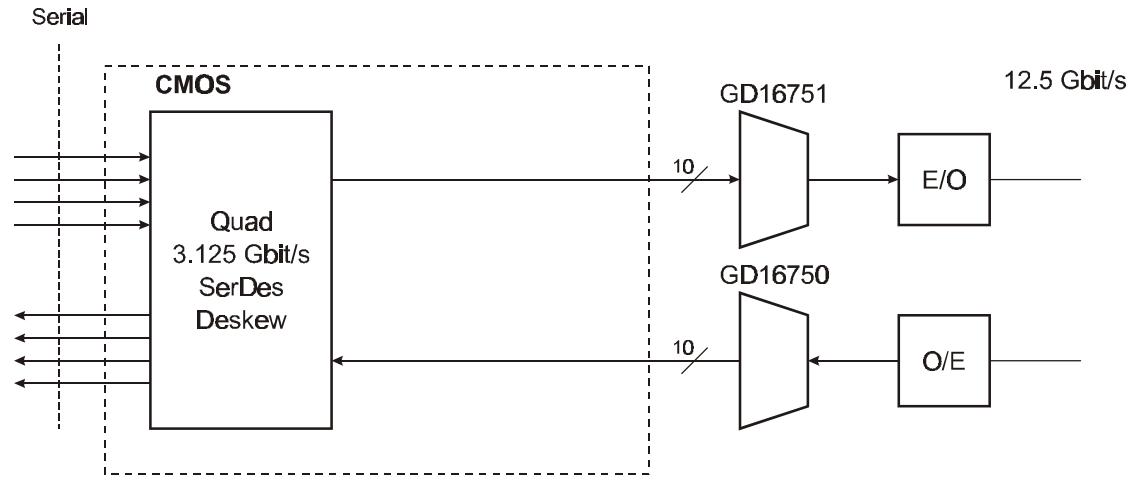 Serial
CMOS
GD16751
12.5 Gbit/s
10
E/O
Quad
3.125 Gbit/s
SerDes
Deskew
GD16750
10
O/E